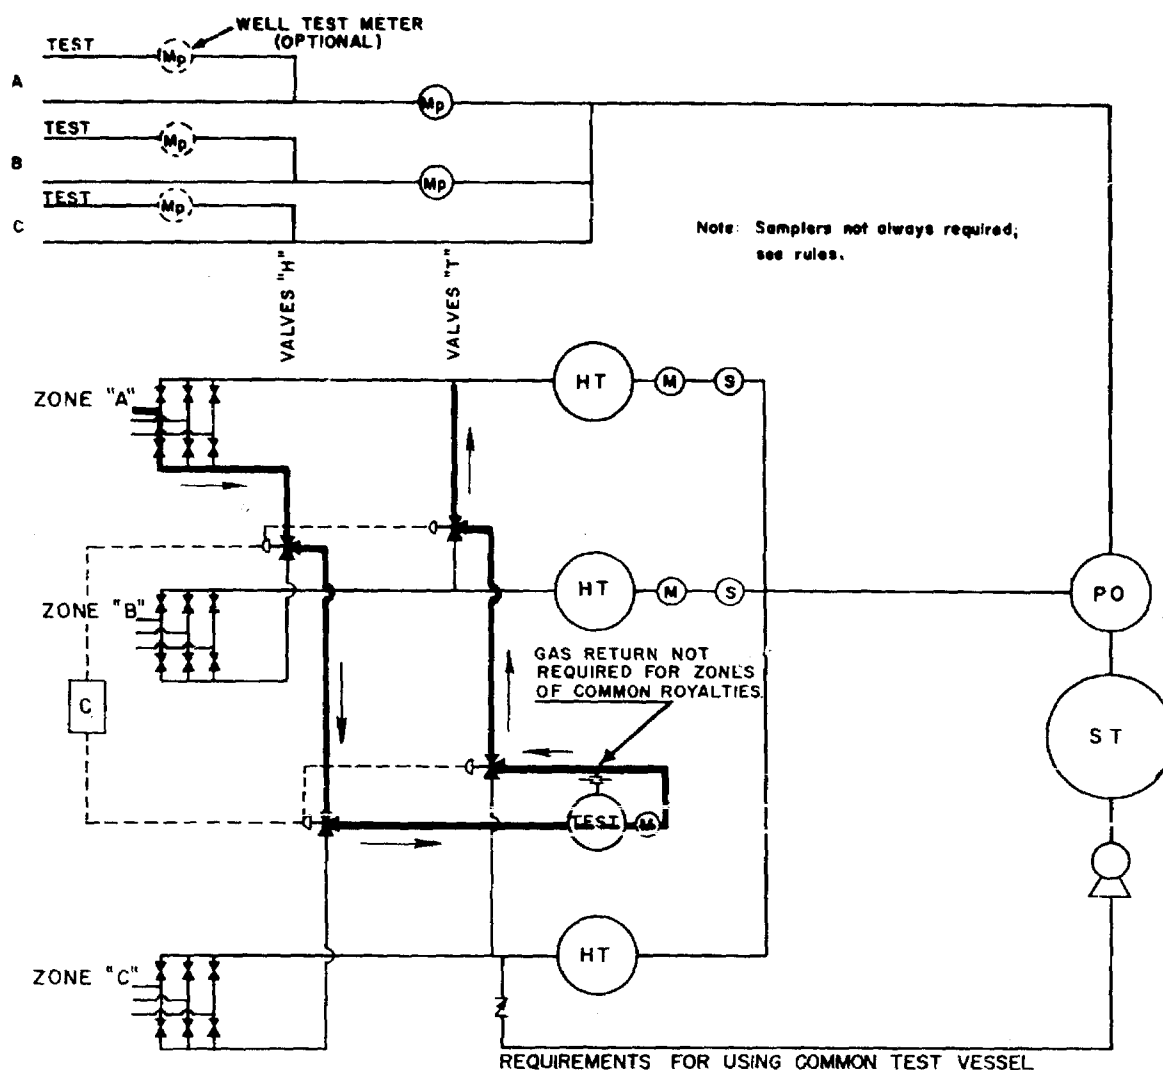 WELL TEST METER
(OPTIONAL)
TEST
Mp
A
Mp
TEST
Mp
B
Mp
TEST
Mp
C
Note: Samplers not always required;
see rules.
VALVES "H"
VALVES "T"
ZONE "A"
HT
M
S
ZONE "B"
HT
M
S
PO
GAS RETURN NOT
REQUIRED FOR ZONES
OF COMMON ROYALTIES
C
ST
TEST
M
HT
ZONE "C"
REQUIREMENTS FOR USING COMMON TEST VESSEL